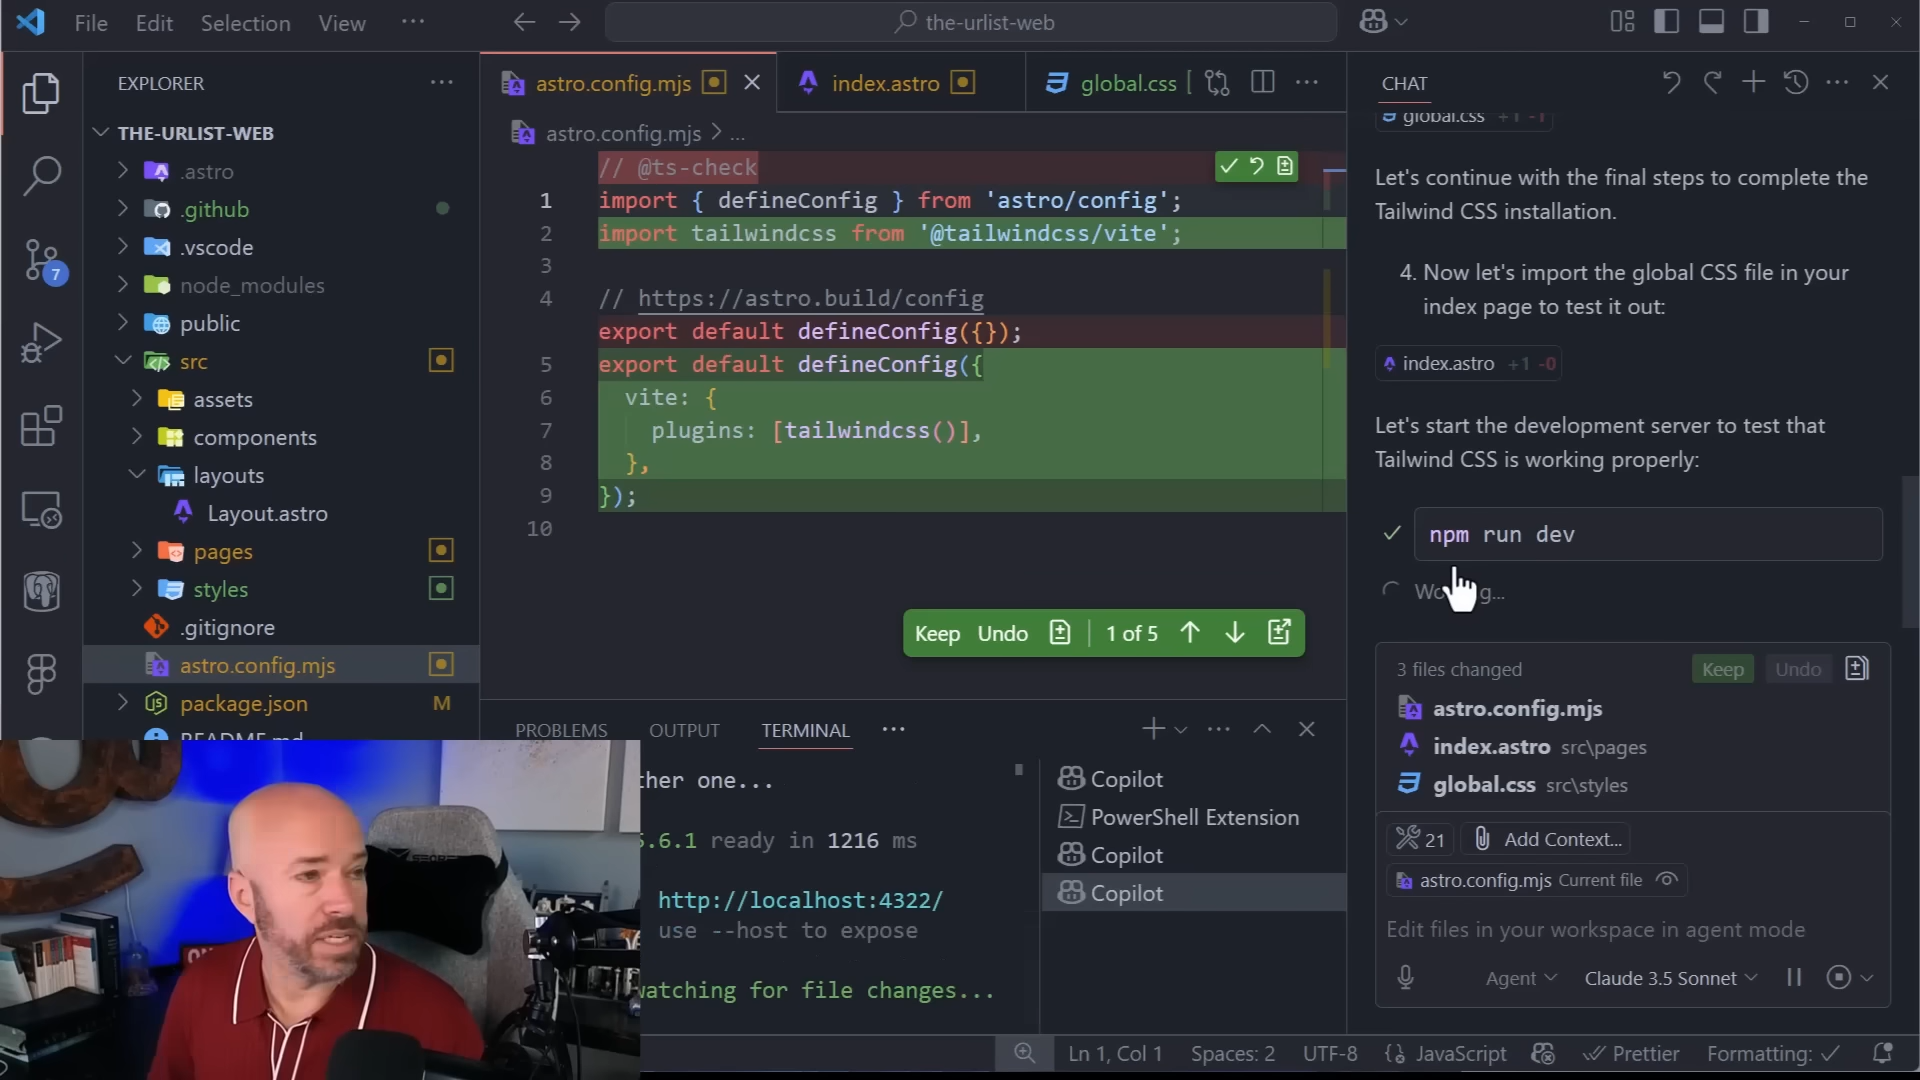 File Edit Selection View ···
the-urlist-web
EXPLORER
THE-URLIST-WEB
.astro
.github
.vscode
node_modules
public
src
assets
components
layouts
Layout.astro
pages
styles
.gitignore
astro.config.mjs
package.json M
README.md
7
astro.config.mjs
index.astro
global.css
astro.config.mjs > ...
// @ts-check
1 import { defineConfig } from 'astro/config';
2 import tailwindcss from '@tailwindcss/vite';
3
4 // https://astro.build/config
export default defineConfig({});
5 export default defineConfig({
6 vite: {
7 plugins: [tailwindcss()],
8 },
9 });
10
Keep Undo 1 of 5
PROBLEMS OUTPUT TERMINAL ···
ther one...
5.6.1 ready in 1216 ms
http://localhost:4322/
use --host to expose
watching for file changes...
Copilot
PowerShell Extension
Copilot
Copilot
CHAT
global.css +1 -1
Let's continue with the final steps to complete the
Tailwind CSS installation.
4. Now let's import the global CSS file in your
index page to test it out:
index.astro +1 -0
Let's start the development server to test that
Tailwind CSS is working properly:
npm run dev
3 files changed Keep Undo
astro.config.mjs
index.astro src\pages
global.css src\styles
21 Add Context...
astro.config.mjs Current file
Edit files in your workspace in agent mode
Agent Claude 3.5 Sonnet
Ln 1, Col 1 Spaces: 2 UTF-8 {} JavaScript Prettier Formatting: ✓